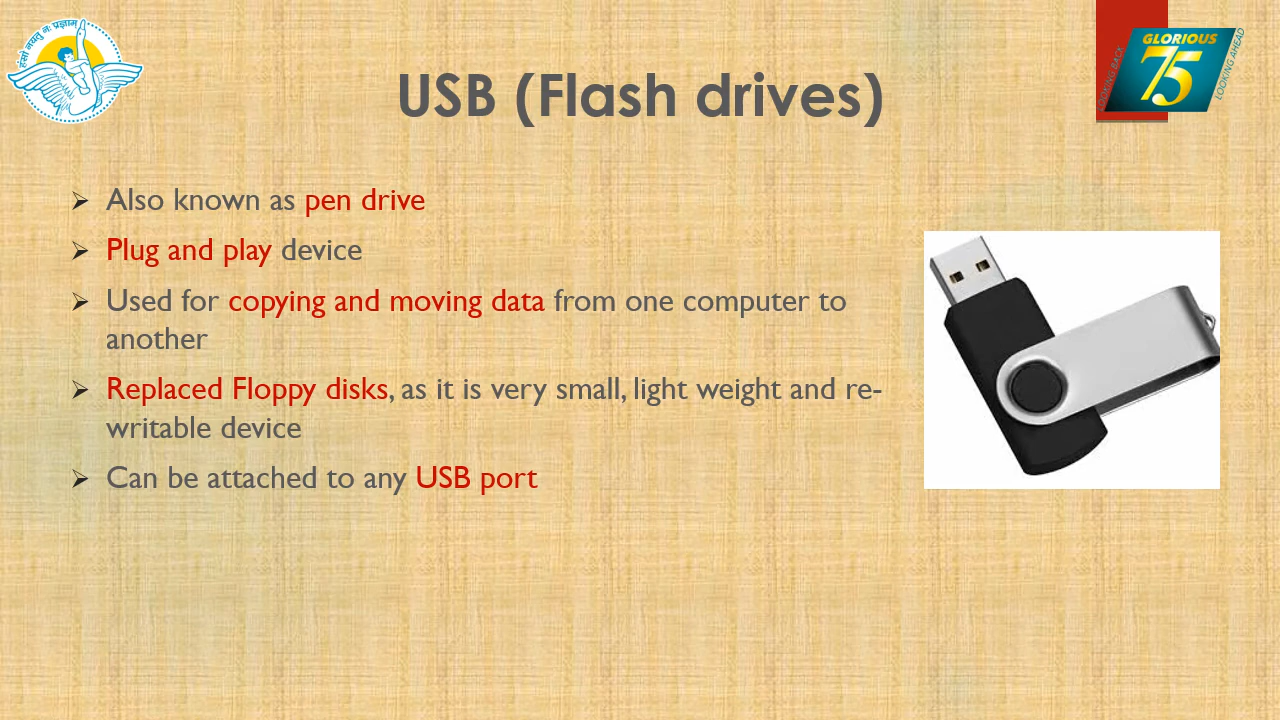 हंसो नयतु नः प्रज्ञाम्
GLORIOUS
75
LOOKING BACK
LOOKING AHEAD
USB (Flash drives)
➢ Also known as pen drive
➢ Plug and play device
➢ Used for copying and moving data from one computer to
another
➢ Replaced Floppy disks, as it is very small, light weight and re-
writable device
➢ Can be attached to any USB port